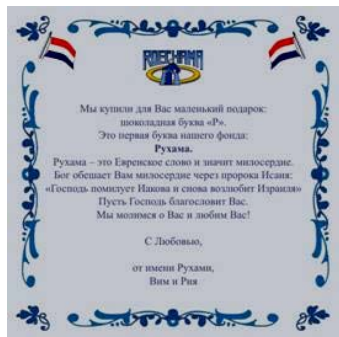 ROECHAMA
Мы купили для Вас маленький подарок:
шоколадная буква «Р».
Это первая буква нашего фонда:
Рухама.
Рухама – это Евренское слово и значит милосердие.
Бог обещает Вам милосердие через пророка Исаия:
«Господь помилует Иакова и снова возлюбит Израиля»
Пусть Господь благословит Вас.
Мы молимся о Вас и любим Вас!
С Любовью,
от имени Рухами,
Вим и Рия